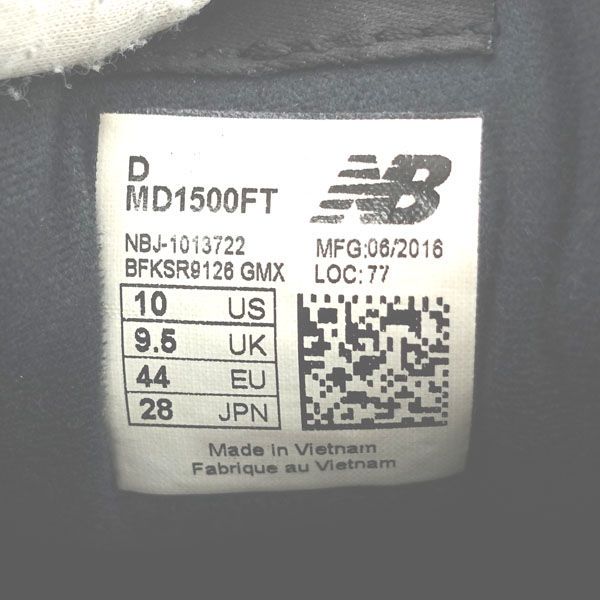 D
MD1500FT
NB
NBJ-1013722
MFG:06/2016
BFKSR9126 GMX
LOC:77
10 US
9.5 UK
44 EU
28 JPN
Made in Vietnam
Fabrique au Vietnam